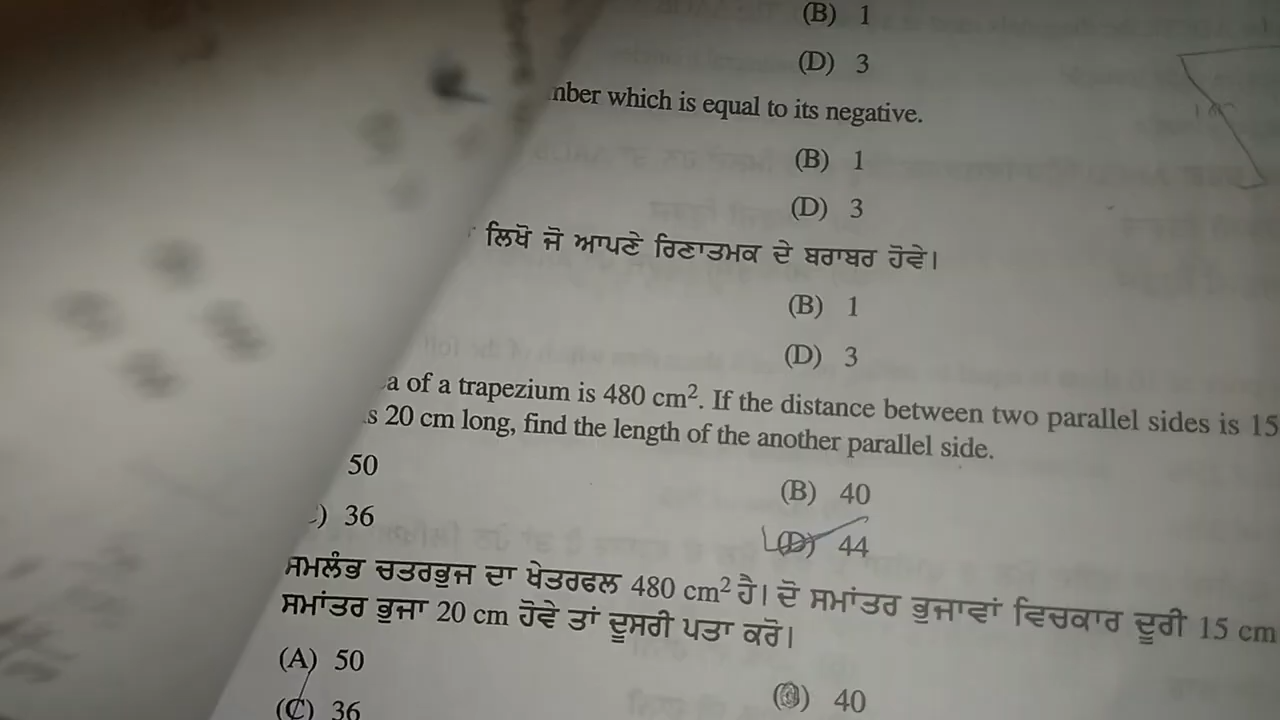 (B) 1
(D) 3
which is equal to its negative.
(B) 1
(D) 3
ਲਿਖੋ ਜੋ ਆਪਣੇ ਰਿਣਾਤਮਕ ਦੇ ਬਰਾਬਰ ਹੋਵੇ।
(B) 1
(D) 3
of a trapezium is 480 cm². If the distance between two parallel sides is 15
20 cm long, find the length of the another parallel side.
50 (B) 40
) 36 (D) 44
ਸਮਲੰਭ ਚਤਰਭੁਜ ਦਾ ਖੇਤਰਫਲ 480 cm² ਹੈ। ਦੋ ਸਮਾਂਤਰ ਭੁਜਾਵਾਂ ਵਿਚਕਾਰ ਦੂਰੀ 15 cm
ਸਮਾਂਤਰ ਭੁਜਾ 20 cm ਹੋਵੇ ਤਾਂ ਦੂਸਰੀ ਪਤਾ ਕਰੋ।
(A) 50 (B) 40
(C) 36